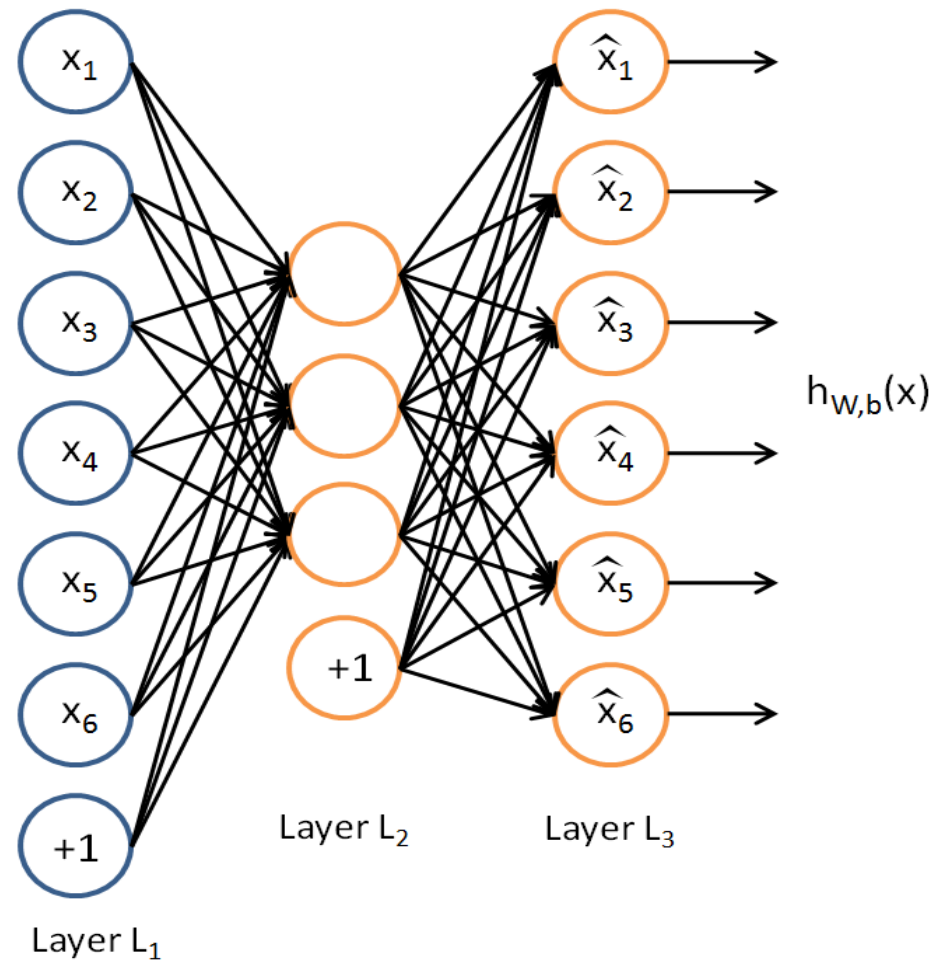 x₁
x₂
x₃
x₄
x₅
x₆
+1
Layer L₁
+1
Layer L₂
x̂₁
x̂₂
x̂₃
x̂₄
x̂₅
x̂₆
Layer L₃
h_{W,b}(x)